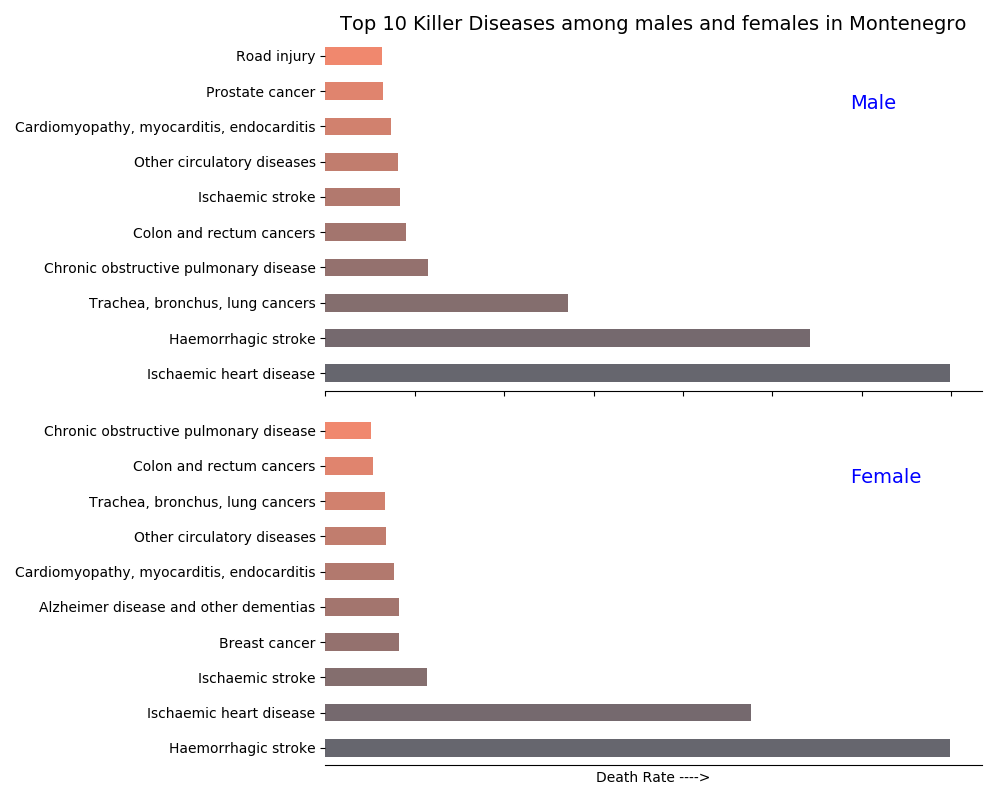 Top 10 Killer Diseases among males and females in Montenegro
Road injury
Prostate cancer
Male
Cardiomyopathy, myocarditis, endocarditis
Other circulatory diseases
Ischaemic stroke
Colon and rectum cancers
Chronic obstructive pulmonary disease
Trachea, bronchus, lung cancers
Haemorrhagic stroke
Ischaemic heart disease
Chronic obstructive pulmonary disease
Colon and rectum cancers
Female
Trachea, bronchus, lung cancers
Other circulatory diseases
Cardiomyopathy, myocarditis, endocarditis
Alzheimer disease and other dementias
Breast cancer
Ischaemic stroke
Ischaemic heart disease
Haemorrhagic stroke
Death Rate ---->